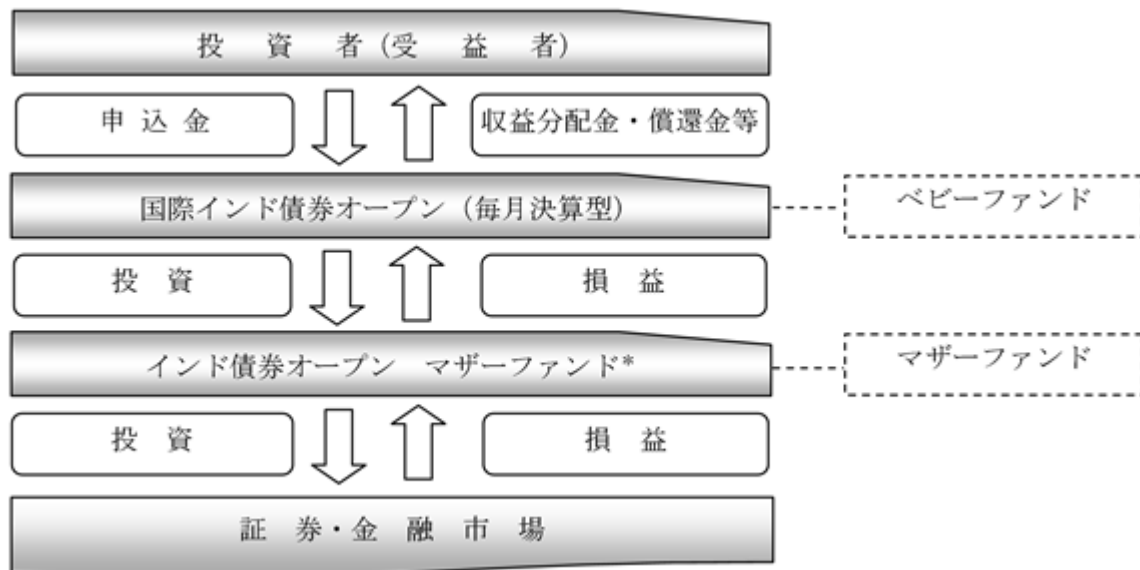 投資者(受益者)
申込金
収益分配金・償還金等
国際インド債券オープン(毎月決算型)
ベビーファンド
投資
損益
インド債券オープン　マザーファンド*
マザーファンド
投資
損益
証券・金融市場